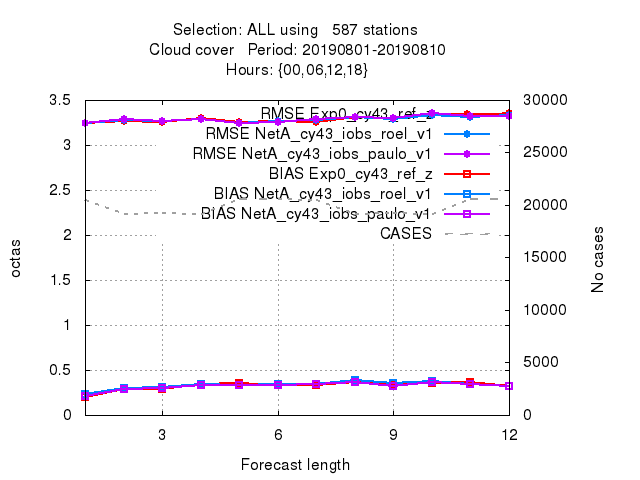 Selection: ALL using 587 stations
Cloud cover Period: 20190801-20190810
Hours: {00,06,12,18}
3.5
3
2.5
2
1.5
1
0.5
0
30000
25000
20000
15000
10000
5000
0
RMSE Exp0_cy43_ref_z
RMSE NetA_cy43_iobs_roel_v1
RMSE NetA_cy43_iobs_paulo_v1
BIAS Exp0_cy43_ref_z
BIAS NetA_cy43_iobs_roel_v1
BIAS NetA_cy43_iobs_paulo_v1
CASES
octas
No cases
3 6 9 12
Forecast length